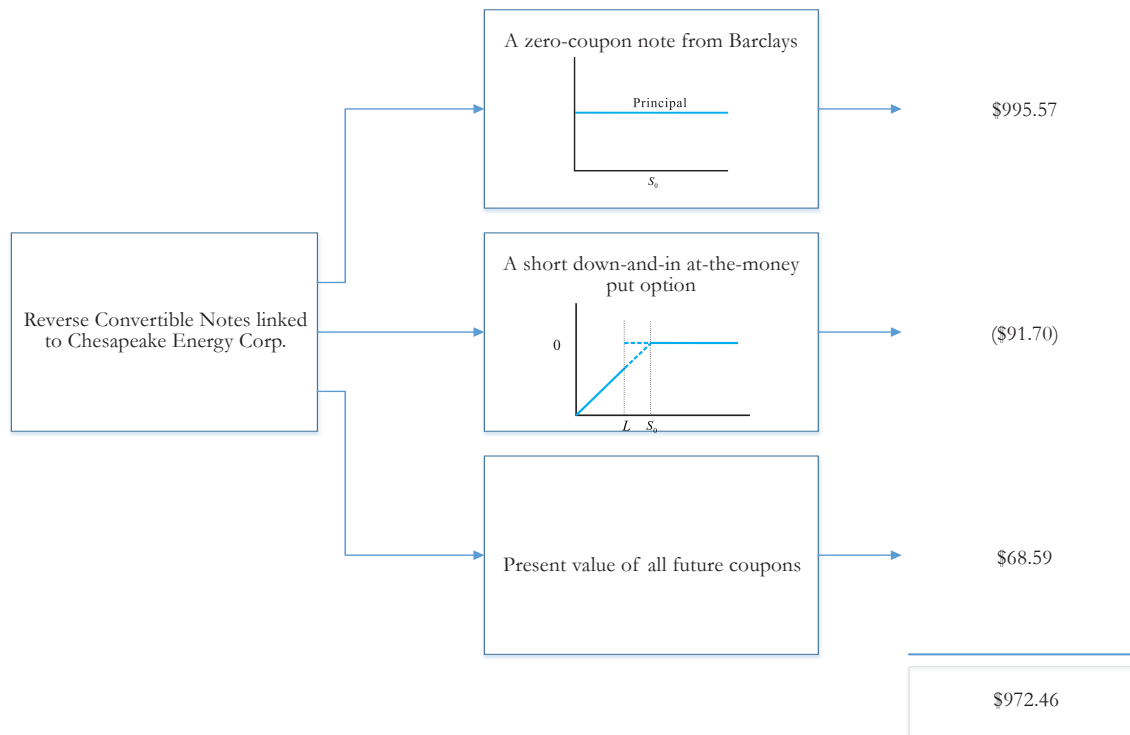 A zero-coupon note from Barclays
Principal
S₀
$995.57
Reverse Convertible Notes linked
to Chesapeake Energy Corp.
A short down-and-in at-the-money
put option
0
L S₀
($91.70)
Present value of all future coupons
$68.59
$972.46